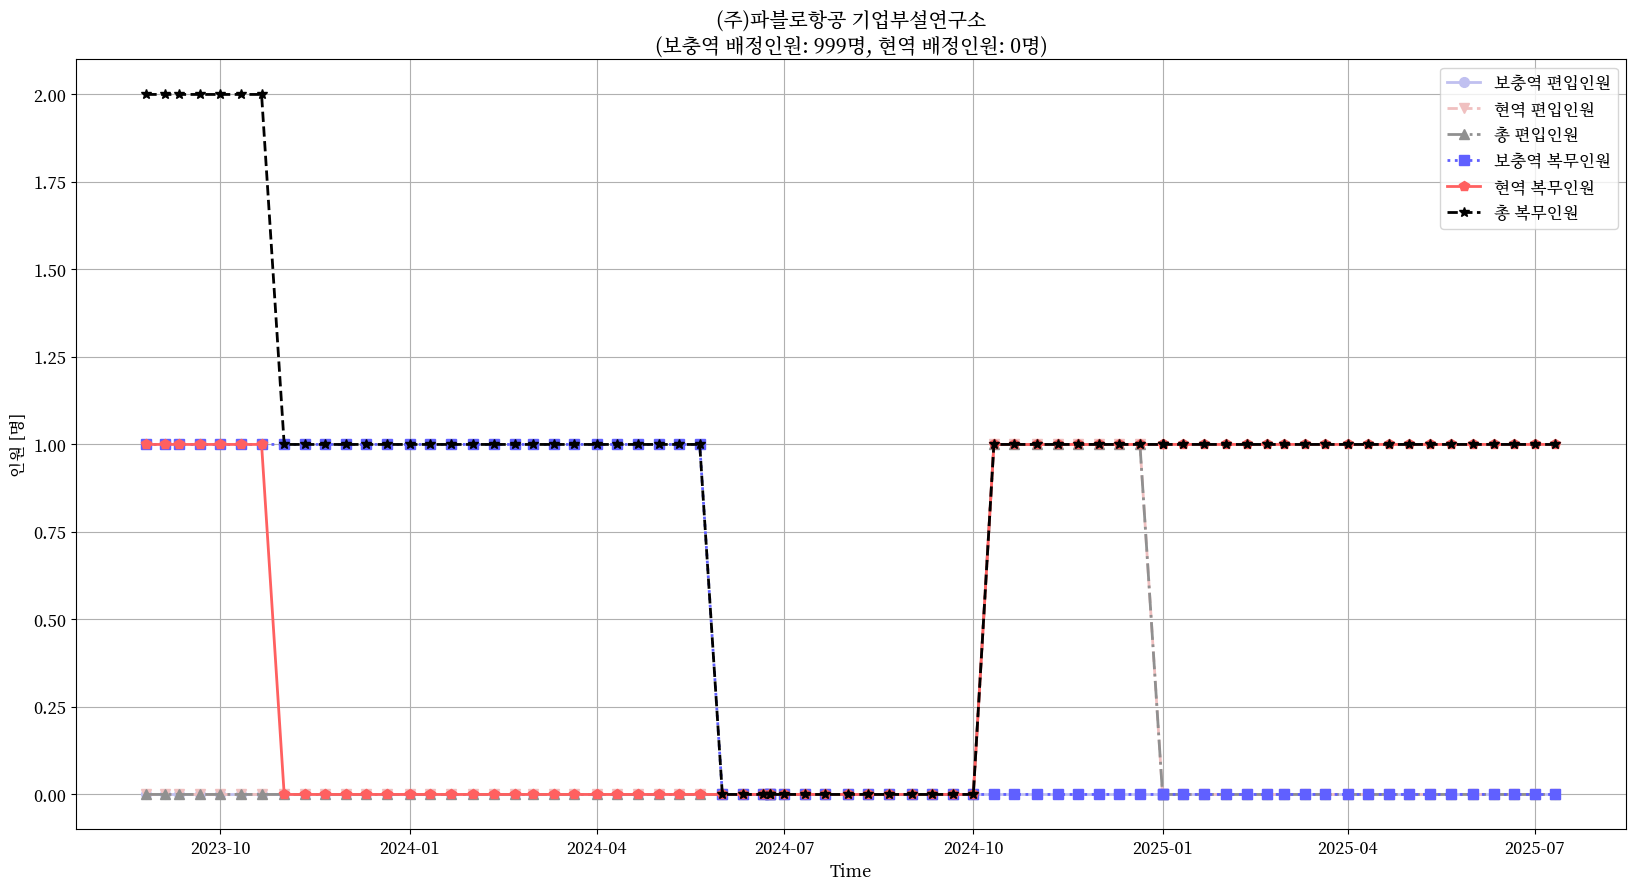 (주)파블로항공 기업부설연구소
(보충역 배정인원: 999명, 현역 배정인원: 0명)
보충역 편입인원
현역 편입인원
총 편입인원
보충역 복무인원
현역 복무인원
총 복무인원
2.00
1.75
1.50
1.25
1.00
0.75
0.50
0.25
0.00
인원 [명]
2023-10 2024-01 2024-04 2024-07 2024-10 2025-01 2025-04 2025-07
Time